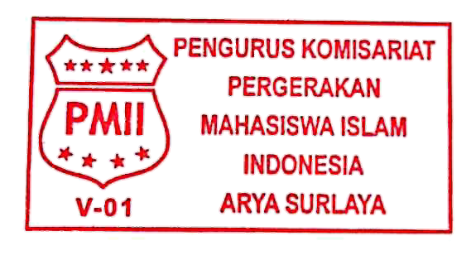 PMII
V-01
PENGURUS KOMISARIAT
PERGERAKAN
MAHASISWA ISLAM
INDONESIA
ARYA SURLAYA